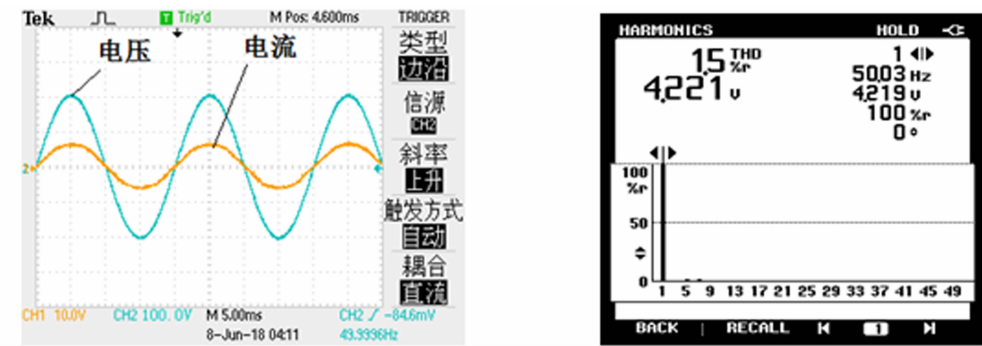 Tek Trig'd M Pos: 4.600ms TRIGGER
电压
电流
类型
边沿
信源
CH2
斜率
上升
触发方式
自动
耦合
直流
2
CH1 10.0V CH2 100.0V M 5.00ms CH2 -84.6mV
8-Jun-18 04:11 49.9996Hz
HARMONICS HOLD
1.5 THD %r
4.221 V
1
50.03 Hz
4.219 V
100 %r
0 °
100
%r
50
0
1 5 9 13 17 21 25 29 33 37 41 45 49
BACK RECALL 1